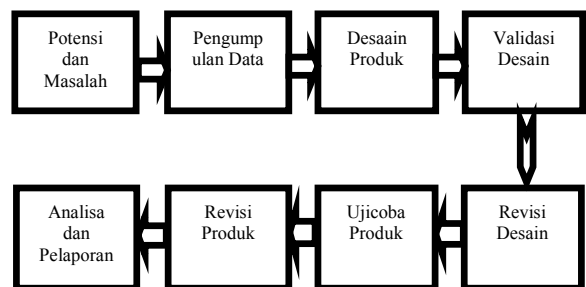 Potensi
dan
Masalah
Pengump
ulan Data
Desaain
Produk
Validasi
Desain
Revisi
Desain
Ujicoba
Produk
Revisi
Produk
Analisa
dan
Pelaporan